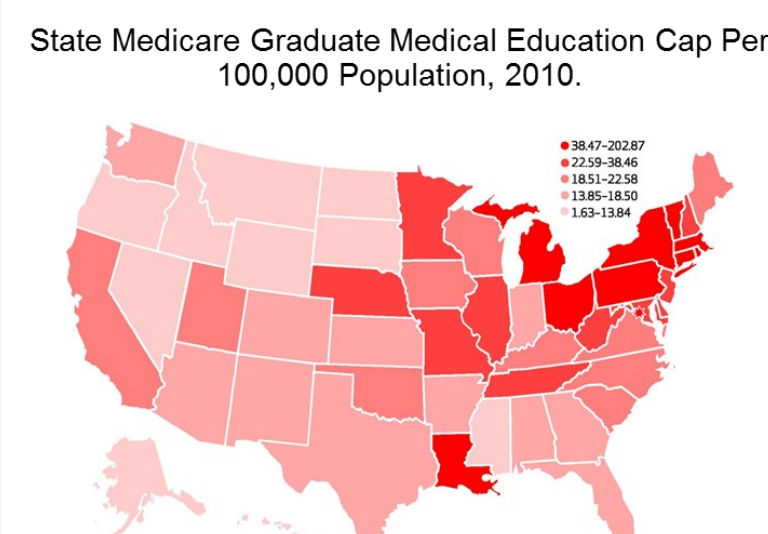 State Medicare Graduate Medical Education Cap Per
100,000 Population, 2010.
38.47–202.87
22.59–38.46
18.51–22.58
13.85–18.50
1.63–13.84